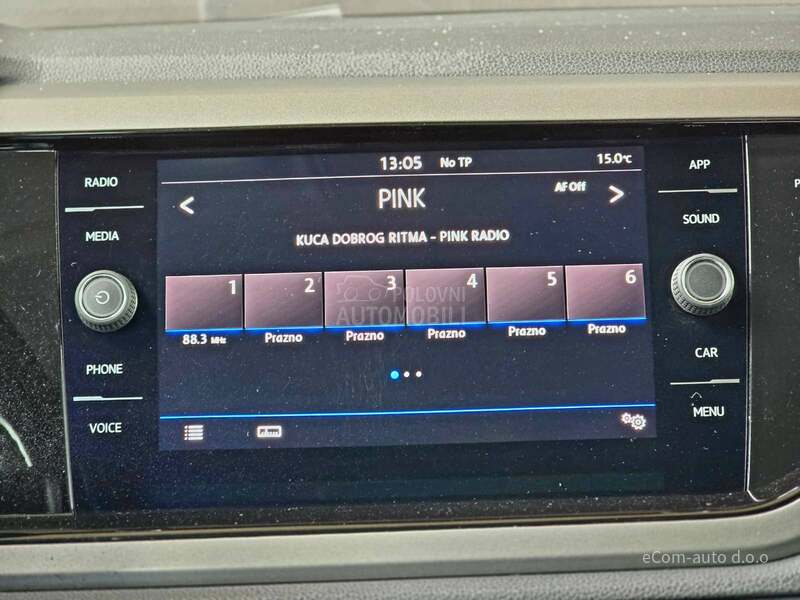 13:05 No TP 15.0°C
RADIO
APP
PINK
AF Off
SOUND
MEDIA
KUCA DOBROG RITMA - PINK RADIO
1 2 3 4 5 6
POLOVNI
AUTOMOBILI
88.3 MHz Prazno Prazno Prazno Prazno Prazno
PHONE
CAR
VOICE
MENU
P
eCom-auto d.o.o